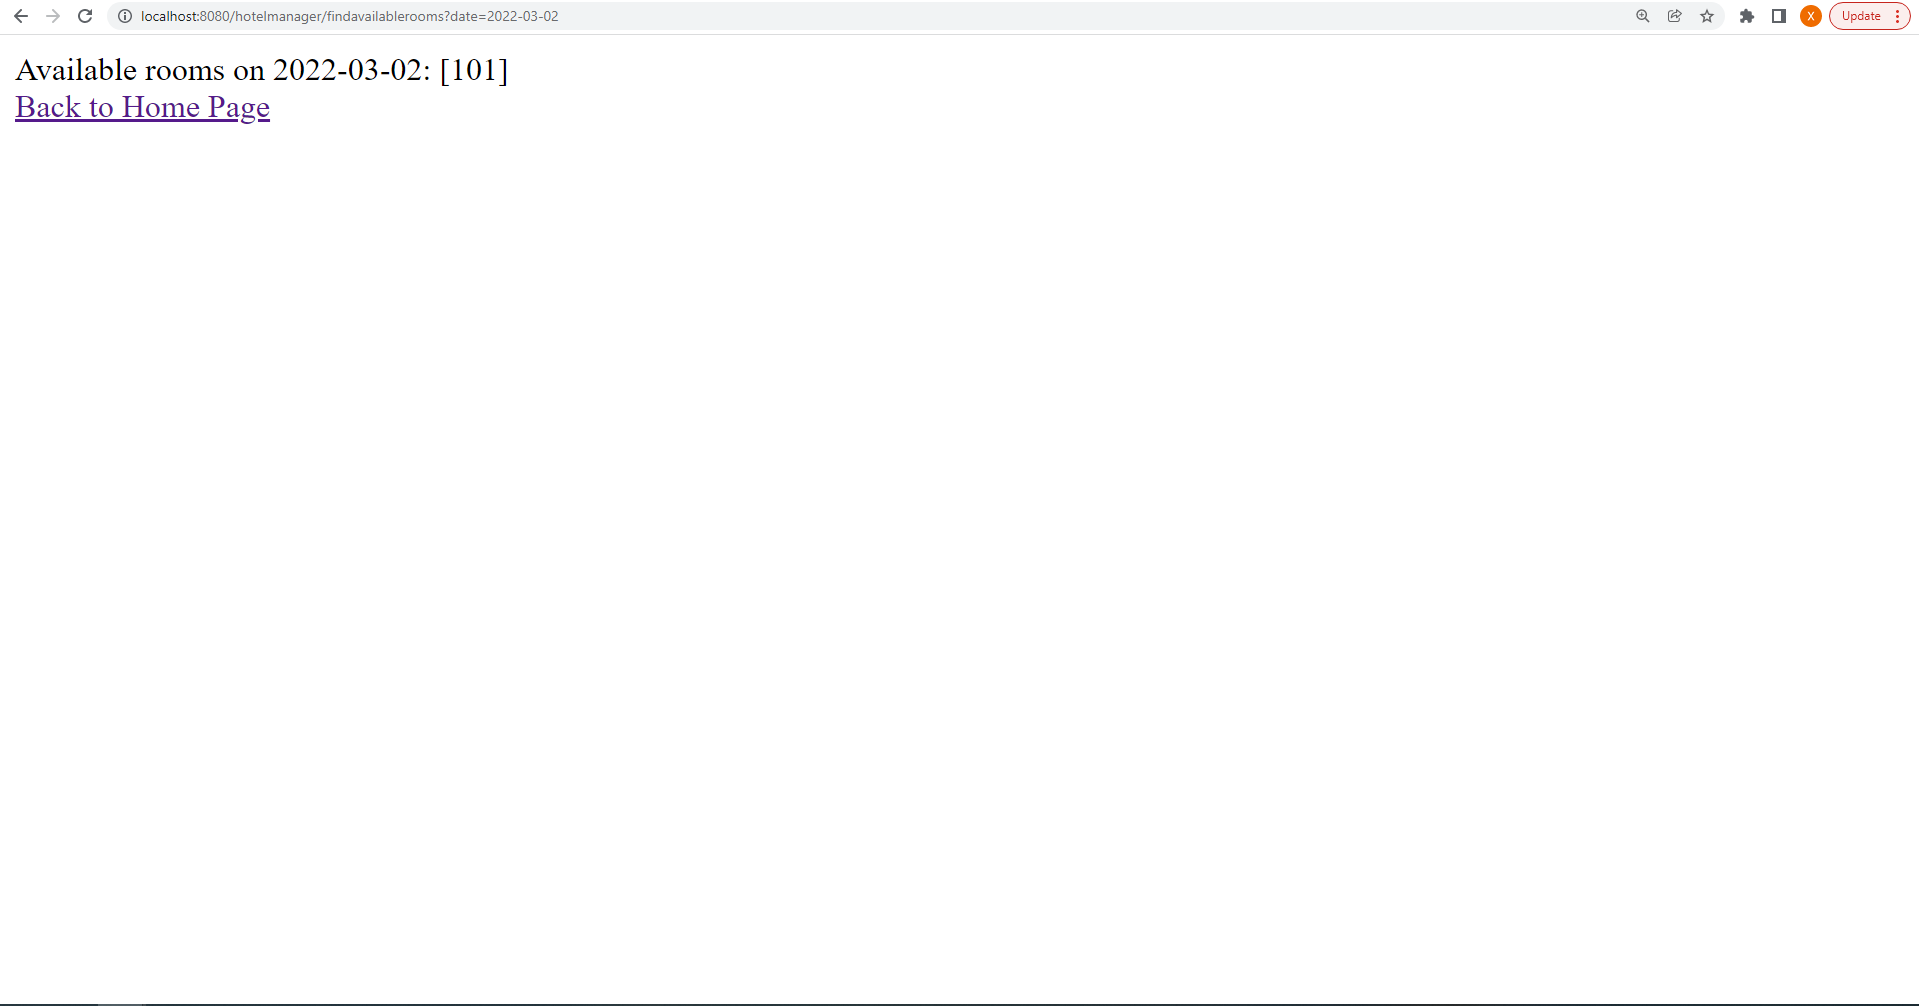 localhost:8080/hotelmanager/findavailablerooms?date=2022-03-02
X
Update
Available rooms on 2022-03-02: [101]
Back to Home Page